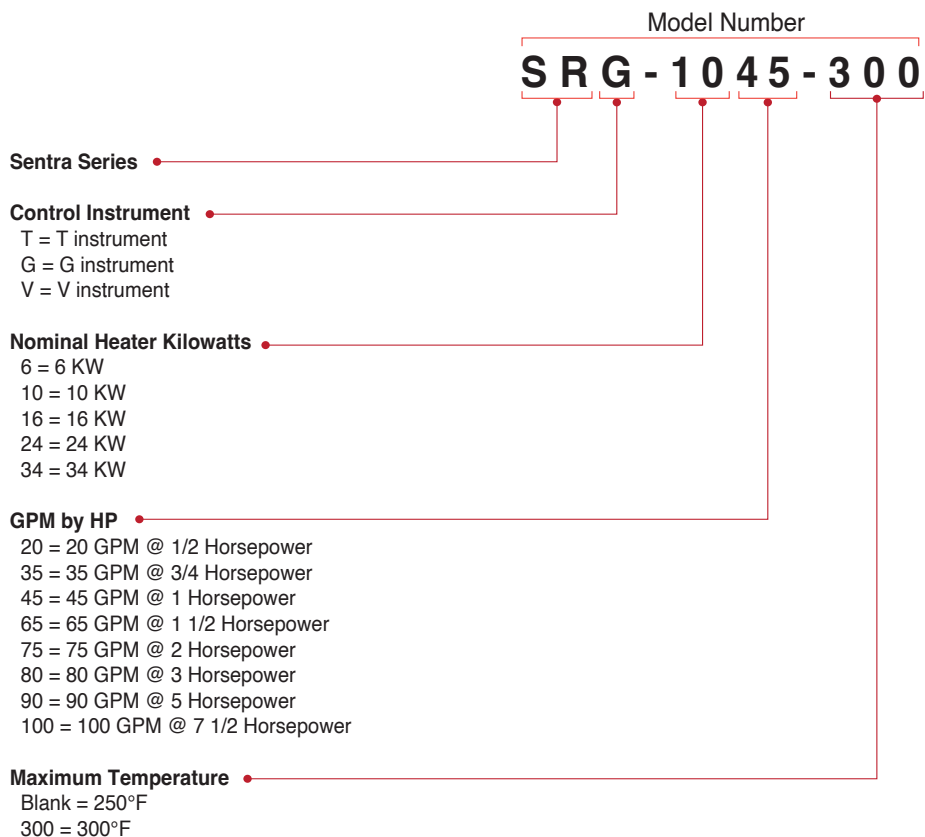 Model Number
SRG-1045-300
Sentra Series
Control Instrument
T = T instrument
G = G instrument
V = V instrument
Nominal Heater Kilowatts
6 = 6 KW
10 = 10 KW
16 = 16 KW
24 = 24 KW
34 = 34 KW
GPM by HP
20 = 20 GPM @ 1/2 Horsepower
35 = 35 GPM @ 3/4 Horsepower
45 = 45 GPM @ 1 Horsepower
65 = 65 GPM @ 1 1/2 Horsepower
75 = 75 GPM @ 2 Horsepower
80 = 80 GPM @ 3 Horsepower
90 = 90 GPM @ 5 Horsepower
100 = 100 GPM @ 7 1/2 Horsepower
Maximum Temperature
Blank = 250°F
300 = 300°F